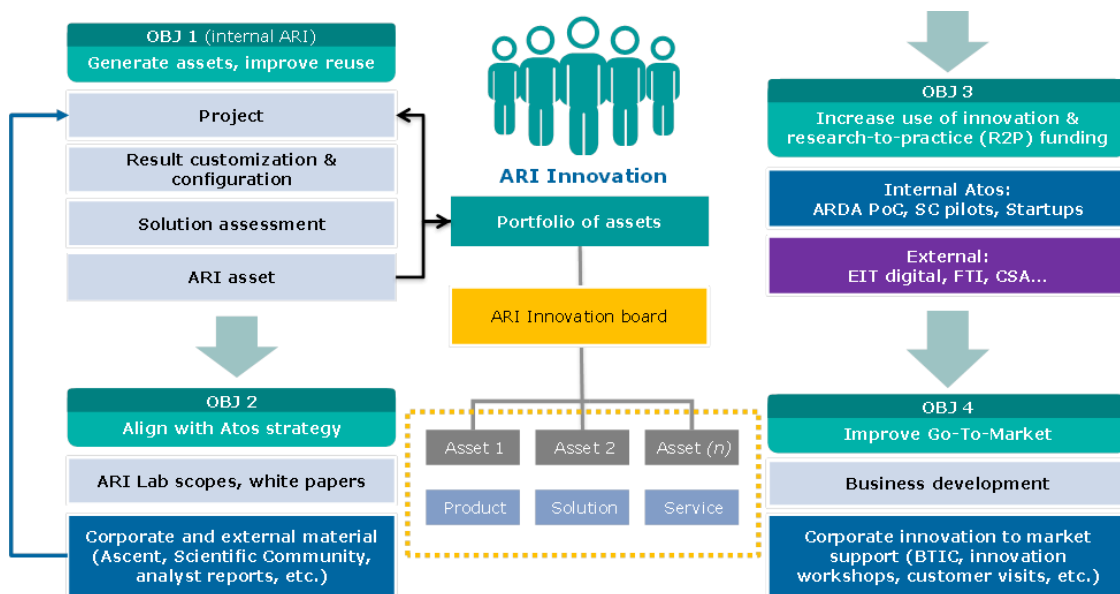 OBJ 1 (internal ARI)
Generate assets, improve reuse
Project
Result customization &
configuration
Solution assessment
ARI asset
OBJ 2
Align with Atos strategy
ARI Lab scopes, white papers
Corporate and external material
(Ascent, Scientific Community,
analyst reports, etc.)
ARI Innovation
Portfolio of assets
ARI Innovation board
Asset 1
Asset 2
Asset (n)
Product
Solution
Service
OBJ 3
Increase use of innovation &
research-to-practice (R2P) funding
Internal Atos:
ARDA PoC, SC pilots, Startups
External:
EIT digital, FTI, CSA...
OBJ 4
Improve Go-To-Market
Business development
Corporate innovation to market
support (BTIC, innovation
workshops, customer visits, etc.)